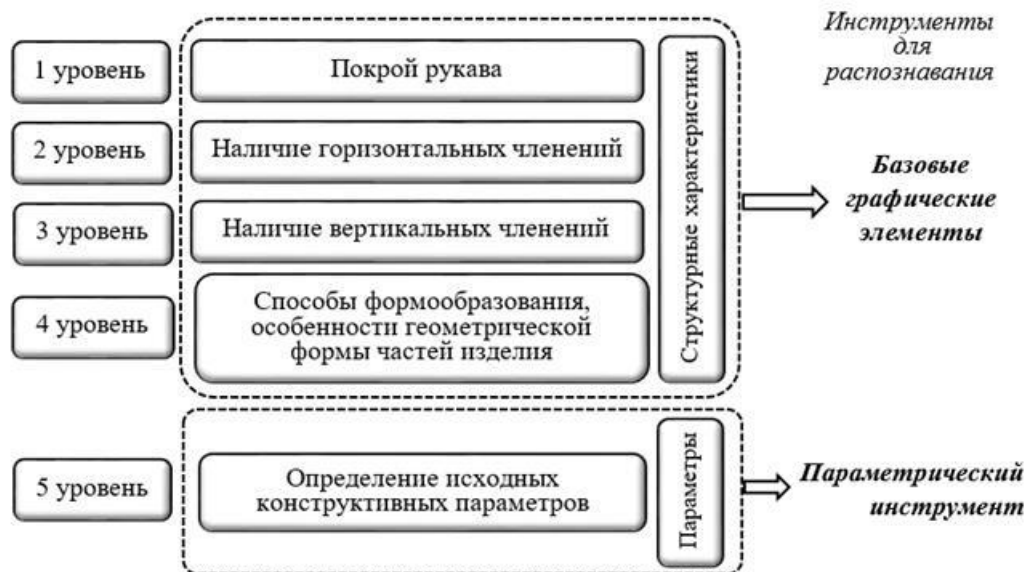 Инструменты
для
распознавания
1 уровень
Покрой рукава
2 уровень
Наличие горизонтальных членений
3 уровень
Наличие вертикальных членений
4 уровень
Способы формообразования,
особенности геометрической
формы частей изделия
Структурные характеристики
Базовые
графические
элементы
5 уровень
Определение исходных
конструктивных параметров
Параметры
Параметрический
инструмент